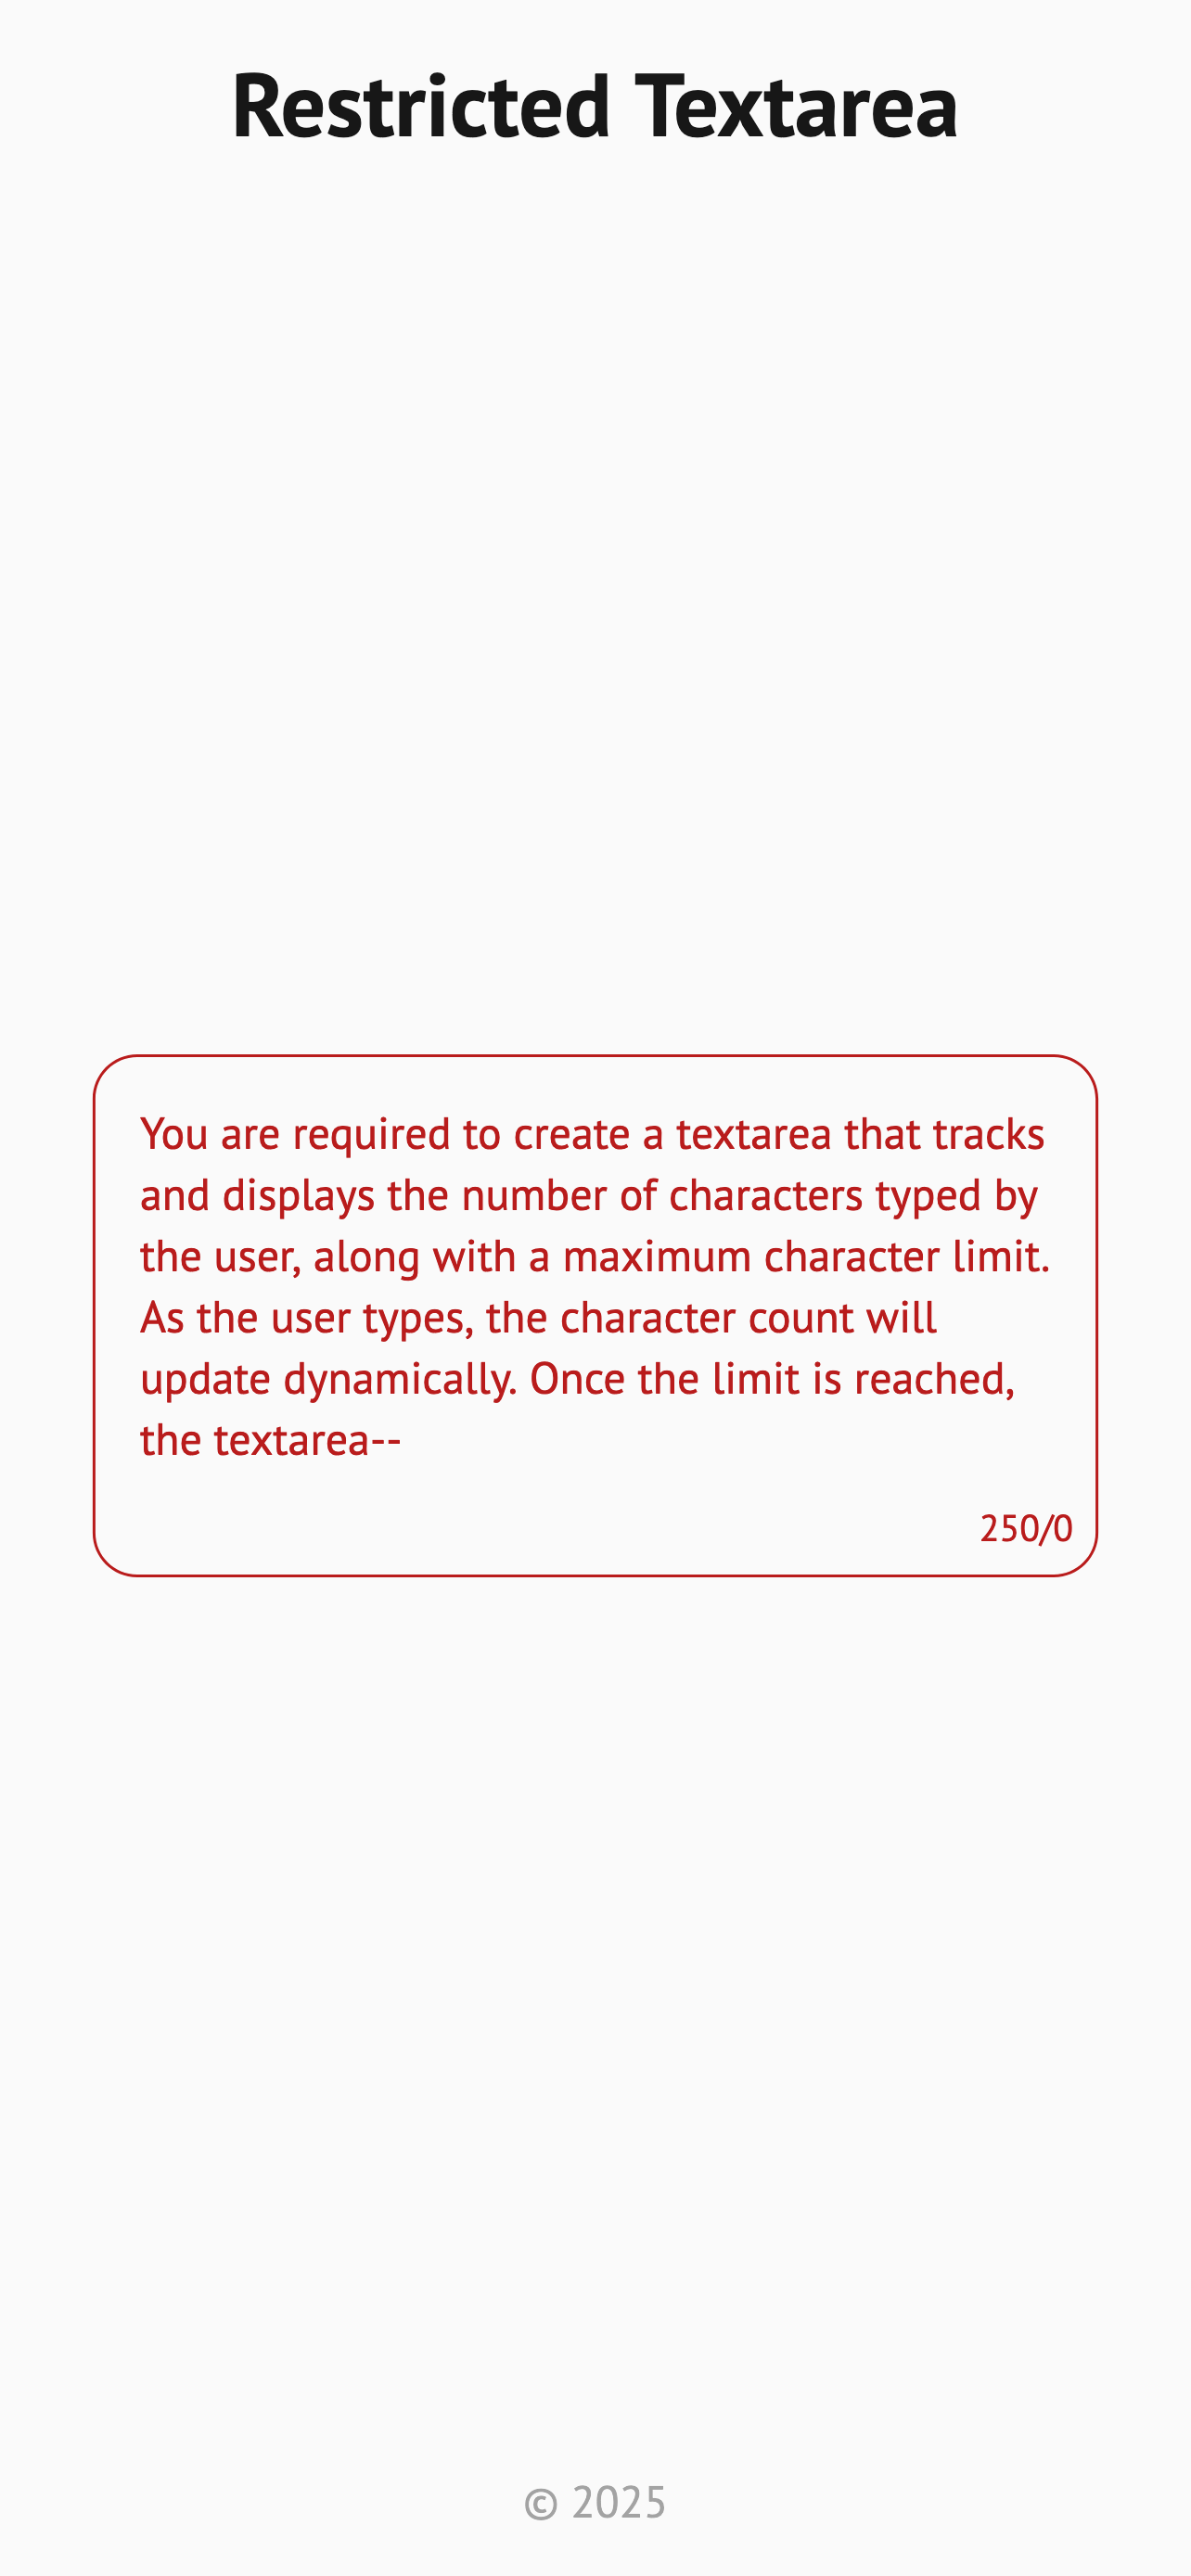 Restricted Textarea
You are required to create a textarea that tracks
and displays the number of characters typed by
the user, along with a maximum character limit.
As the user types, the character count will
update dynamically. Once the limit is reached,
the textarea--
250/0
© 2025